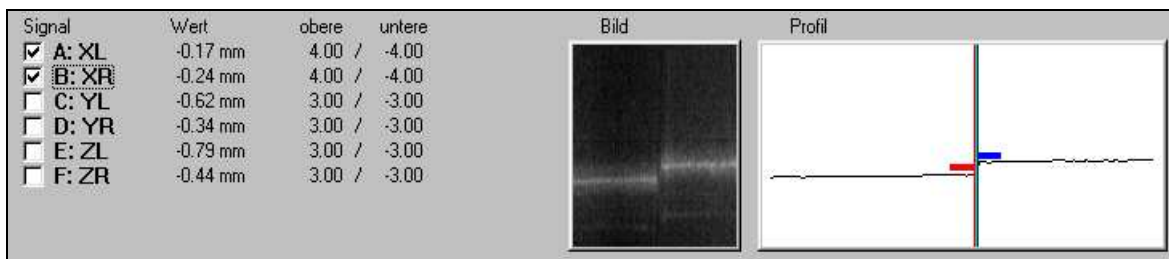 Signal Wert obere untere Bild Profil
A: XL -0.17 mm 4.00 / -4.00
B: XR -0.24 mm 4.00 / -4.00
C: YL -0.62 mm 3.00 / -3.00
D: YR -0.34 mm 3.00 / -3.00
E: ZL -0.79 mm 3.00 / -3.00
F: ZR -0.44 mm 3.00 / -3.00